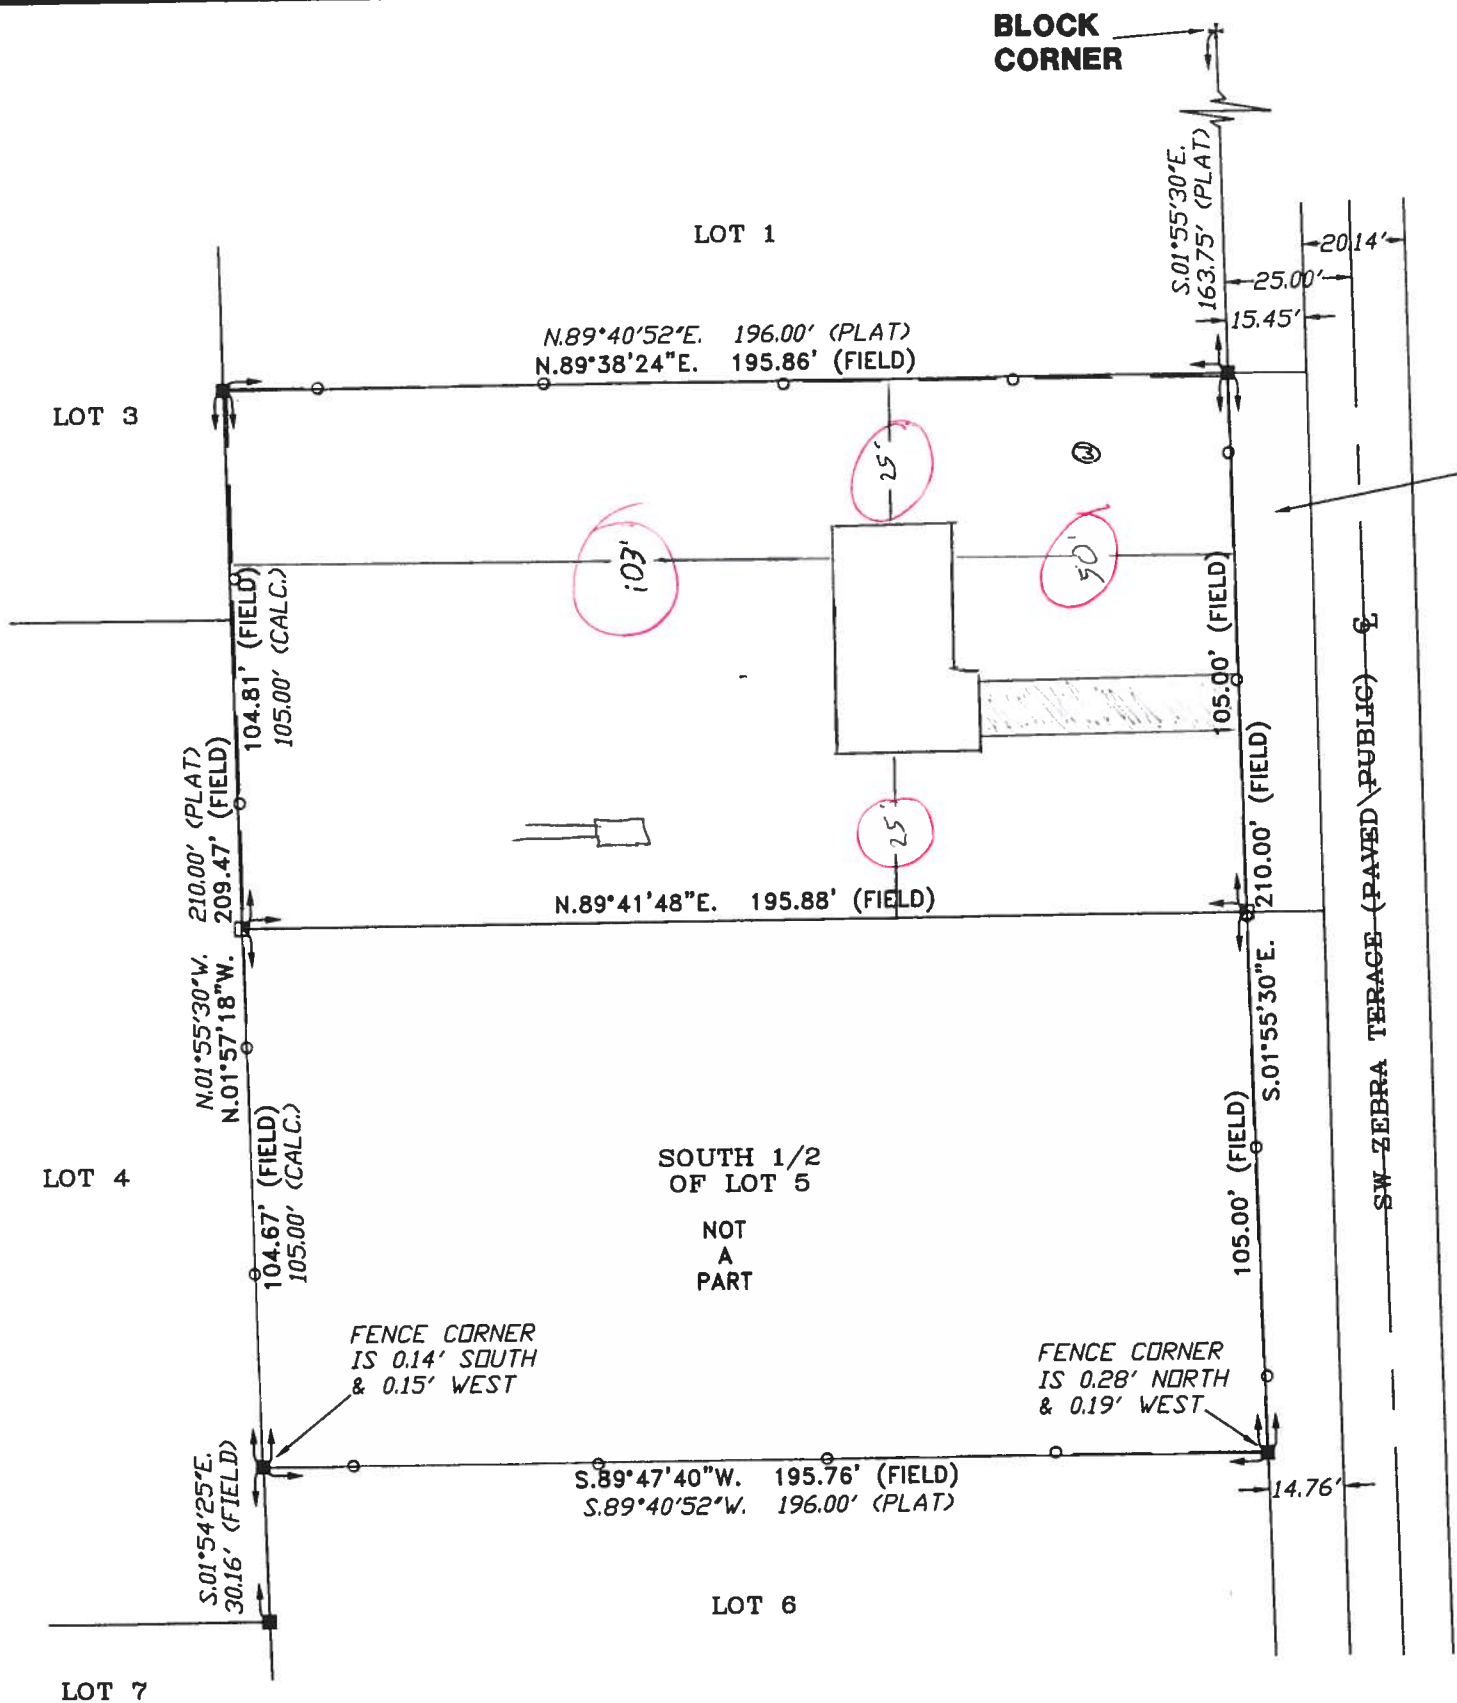 BLOCK
CORNER
S.01°55'30"E.
163.75' (PLAT)
LOT 1
20.14'
25.00'
15.45'
N.89°40'52"E. 196.00' (PLAT)
N.89°38'24"E. 195.86' (FIELD)
LOT 3
25'
W
103'
50'
104.81' (FIELD)
105.00' (CALC.)
105.00' (FIELD)
210.00' (PLAT)
209.47' (FIELD)
210.00' (FIELD)
25'
N.89°41'48"E. 195.88' (FIELD)
SW ZEBRA TERACE (PAVED\PUBLIC) ℄
N.01°55'30"W.
N.01°57'18"W.
S.01°55'30"E.
104.67' (FIELD)
105.00' (CALC.)
105.00' (FIELD)
LOT 4
SOUTH 1/2
OF LOT 5
NOT
A
PART
FENCE CORNER
IS 0.14' SOUTH
& 0.15' WEST
FENCE CORNER
IS 0.28' NORTH
& 0.19' WEST
S.89°47'40"W. 195.76' (FIELD)
S.89°40'52"W. 196.00' (PLAT)
14.76'
S.01°54'25"E.
30.16' (FIELD)
LOT 6
LOT 7